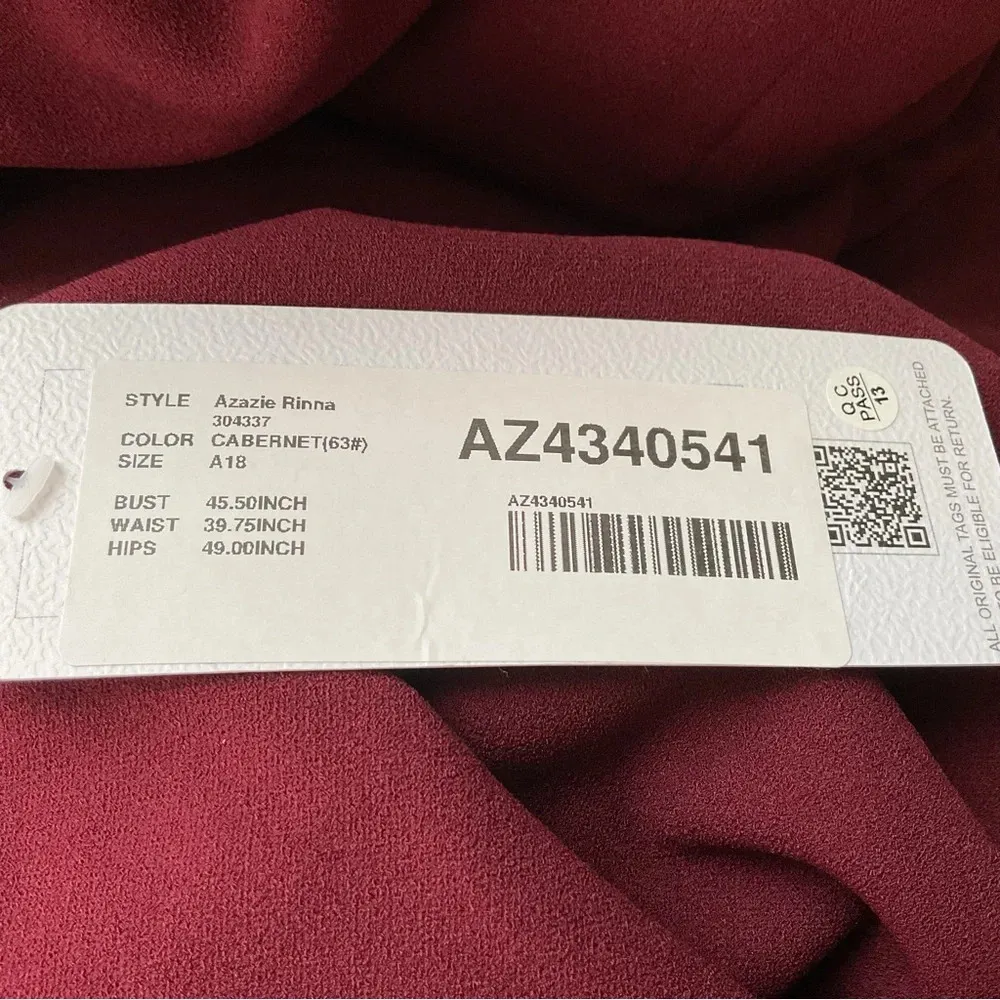 STYLE Azazie Rinna
304337
COLOR CABERNET(63#)
SIZE A18
BUST 45.50INCH
WAIST 39.75INCH
HIPS 49.00INCH
AZ4340541
AZ4340541
Q C
PASS
13
ALL ORIGINAL TAGS MUST BE ATTACHED
TO BE ELIGIBLE FOR RETURN.